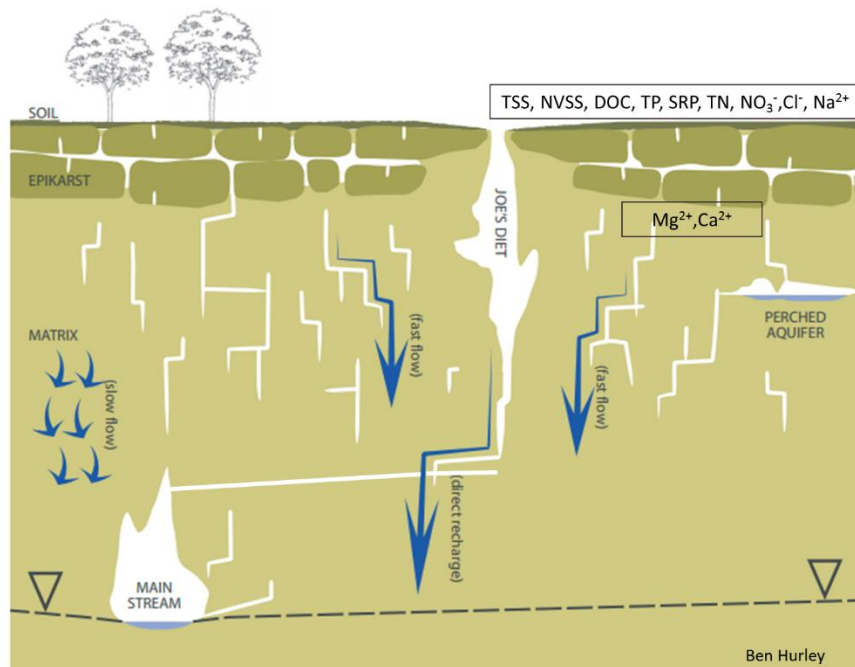 TSS, NVSS, DOC, TP, SRP, TN, NO₃⁻,Cl⁻, Na²⁺
SOIL
EPIKARST
JOE'S DIET
Mg²⁺,Ca²⁺
(fast flow)
PERCHED
AQUIFER
MATRIX
(slow flow)
(fast flow)
(direct recharge)
MAIN
STREAM
Ben Hurley